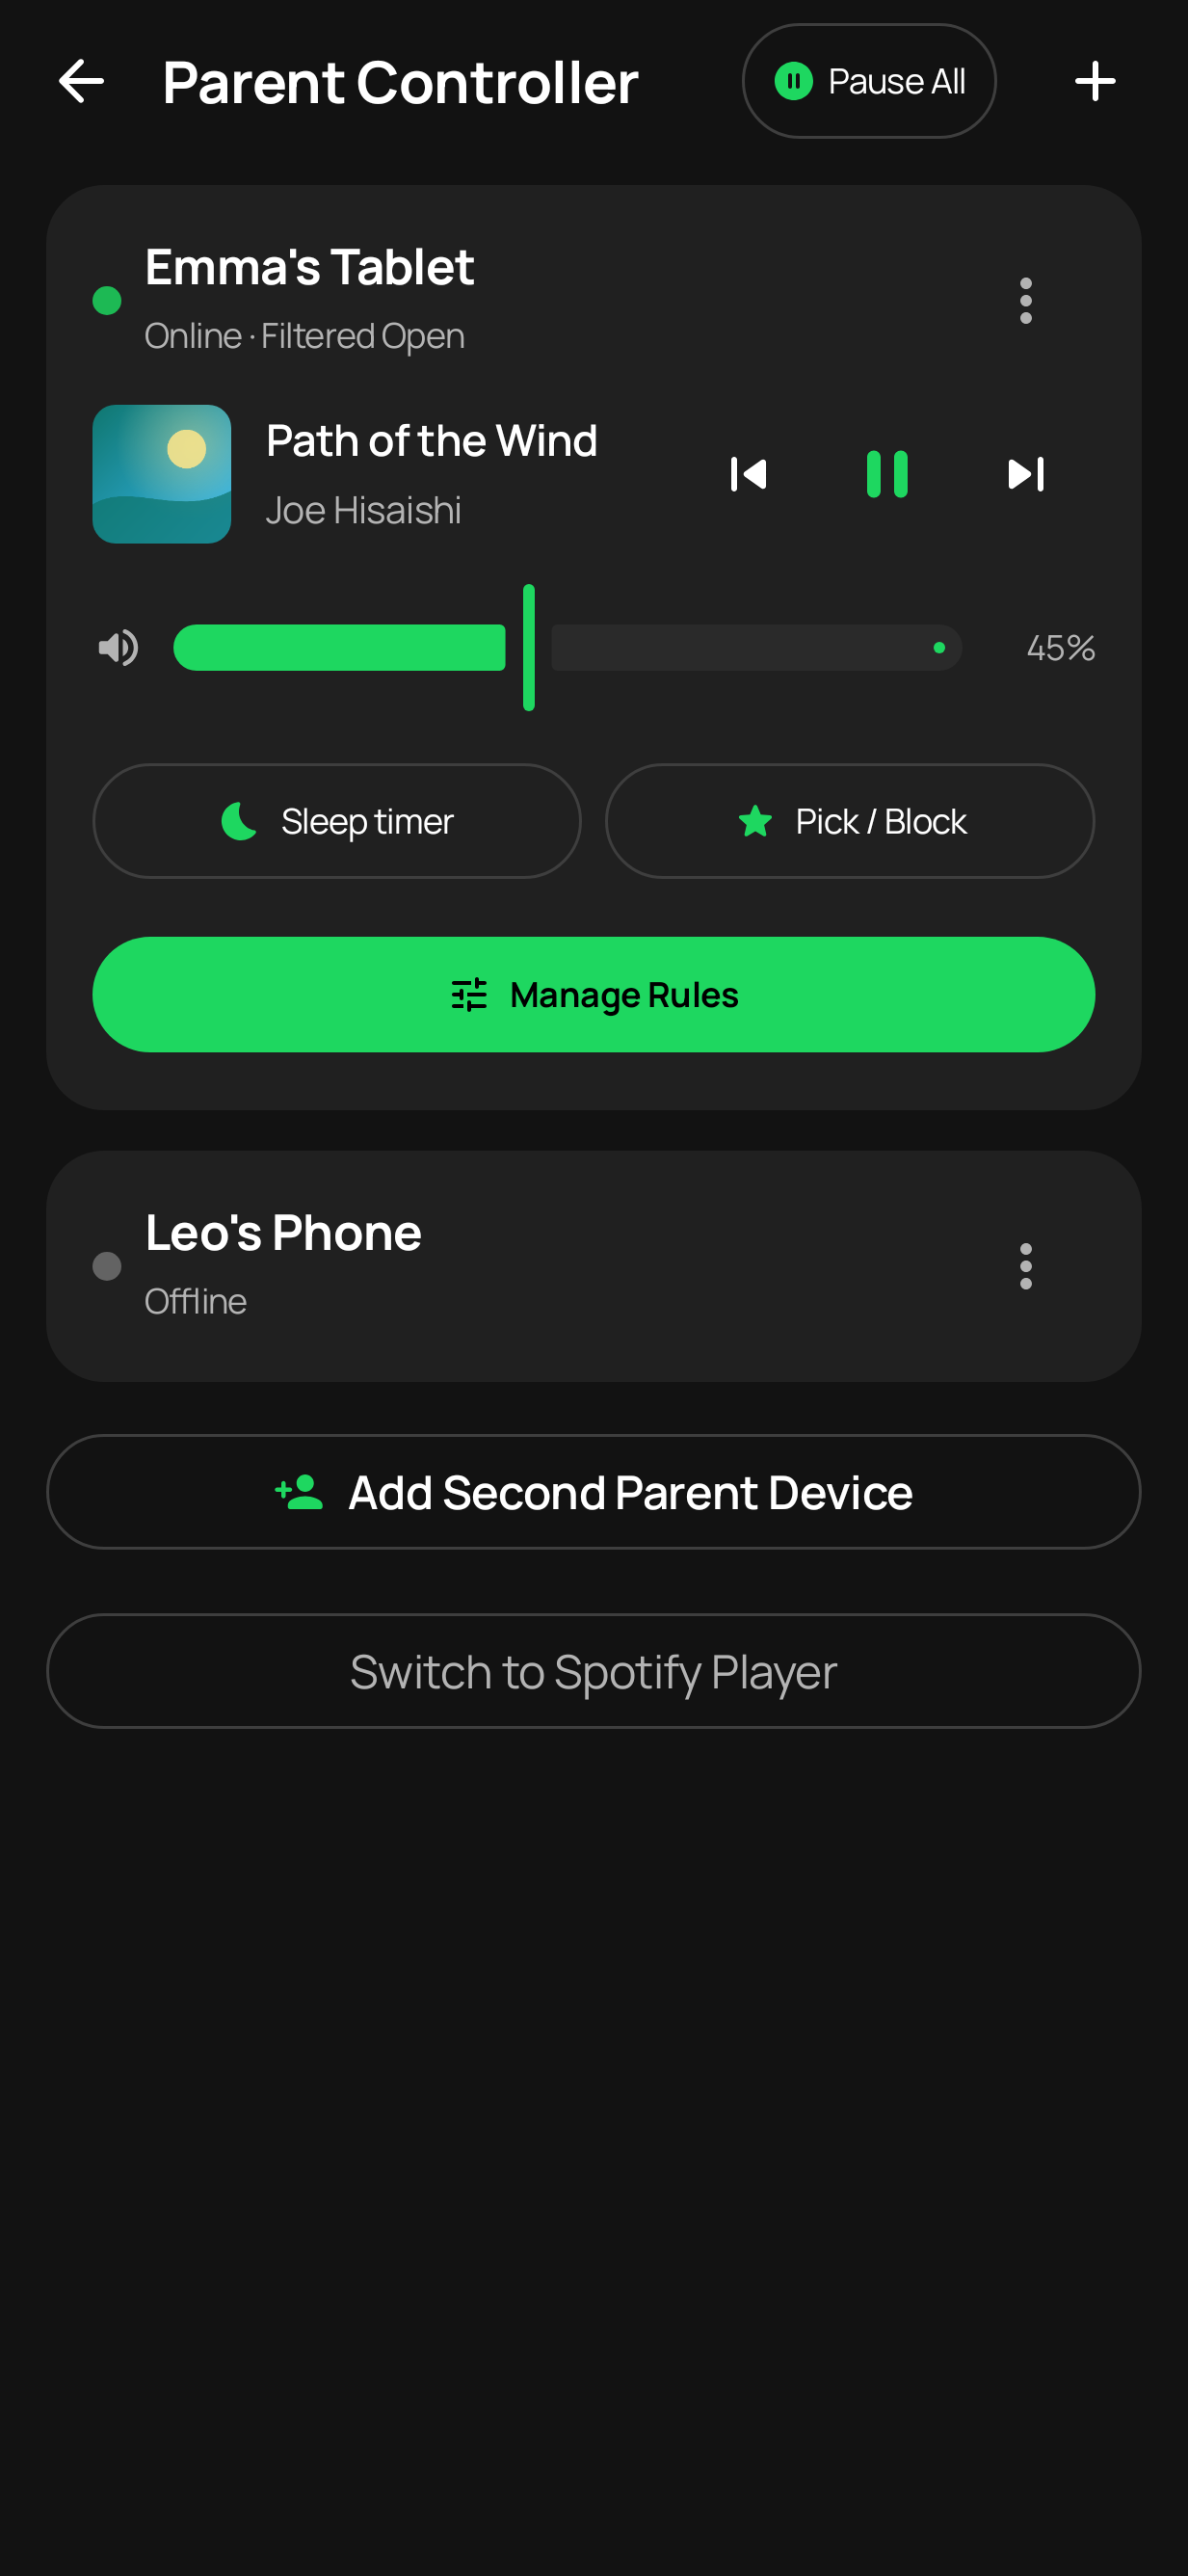 Parent Controller
Pause All
Emma's Tablet
Online · Filtered Open
Path of the Wind
Joe Hisaishi
45%
Sleep timer
Pick / Block
Manage Rules
Leo's Phone
Offline
Add Second Parent Device
Switch to Spotify Player